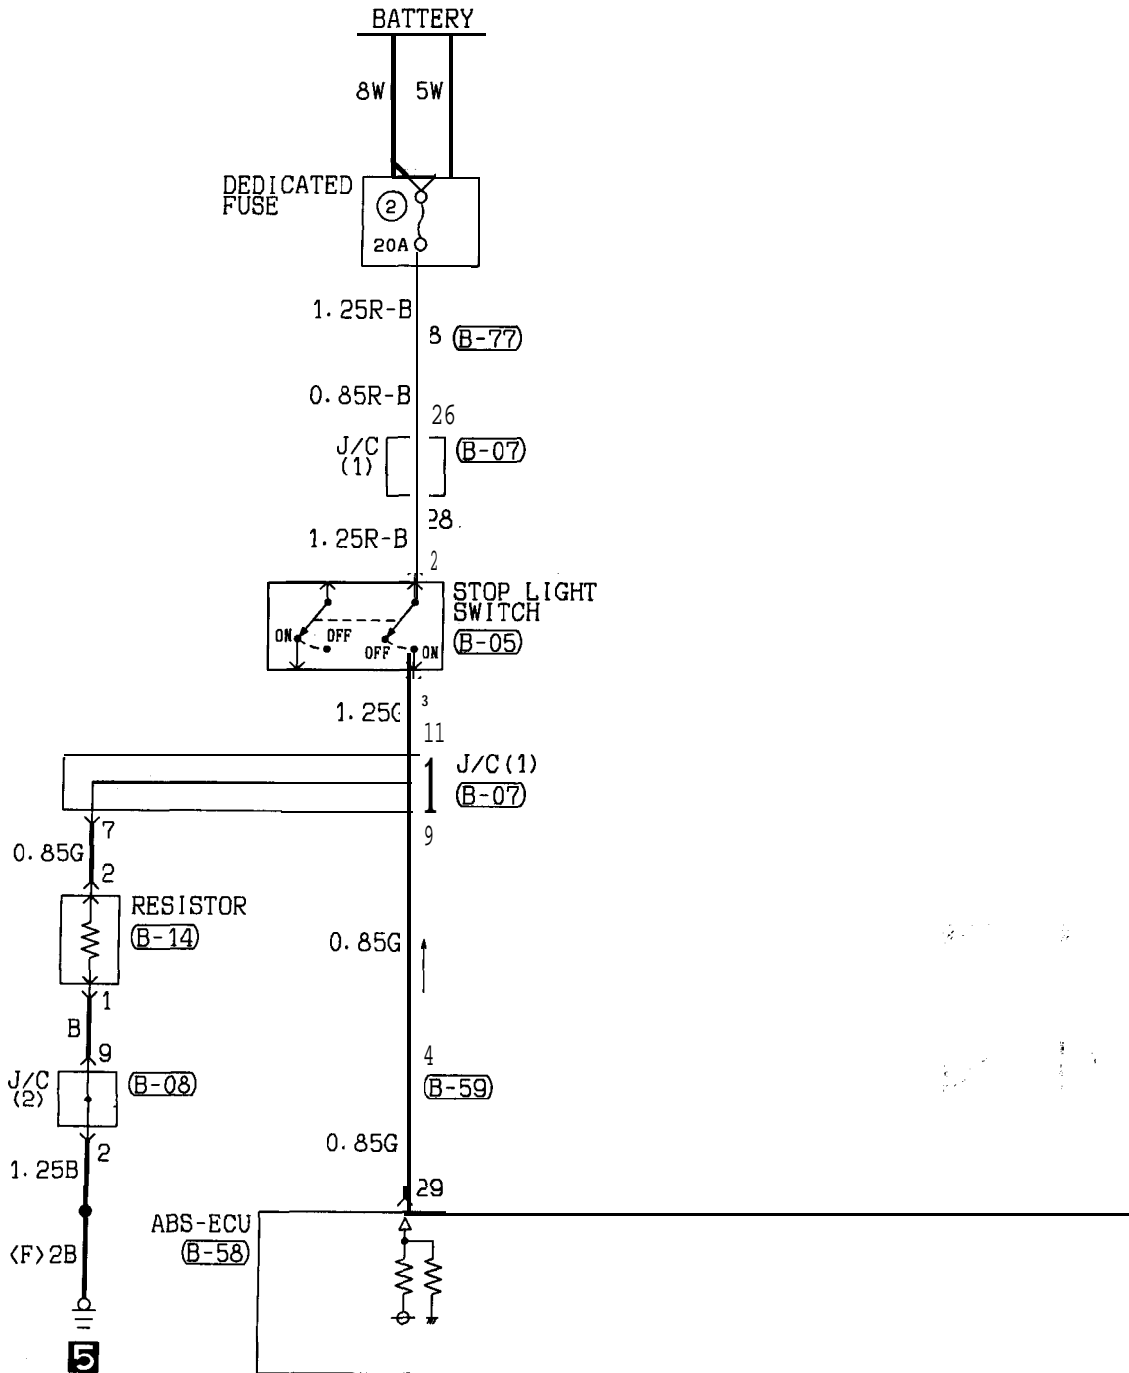 BATTERY
8W 5W
DEDICATED
FUSE
2
20A
1.25R-B
8 B-77
0.85R-B
26
J/C
(1)
B-07
28
1.25R-B
2
STOP LIGHT
SWITCH
B-05
ON OFF
OFF ON
1.25G
3
11
J/C(1)
B-07
7
9
0.85G
2
RESISTOR
B-14
0.85G
1
B
9
J/C
(2)
B-08
4
B-59
0.85G
2
1.25B
29
ABS-ECU
B-58
<F>2B
5